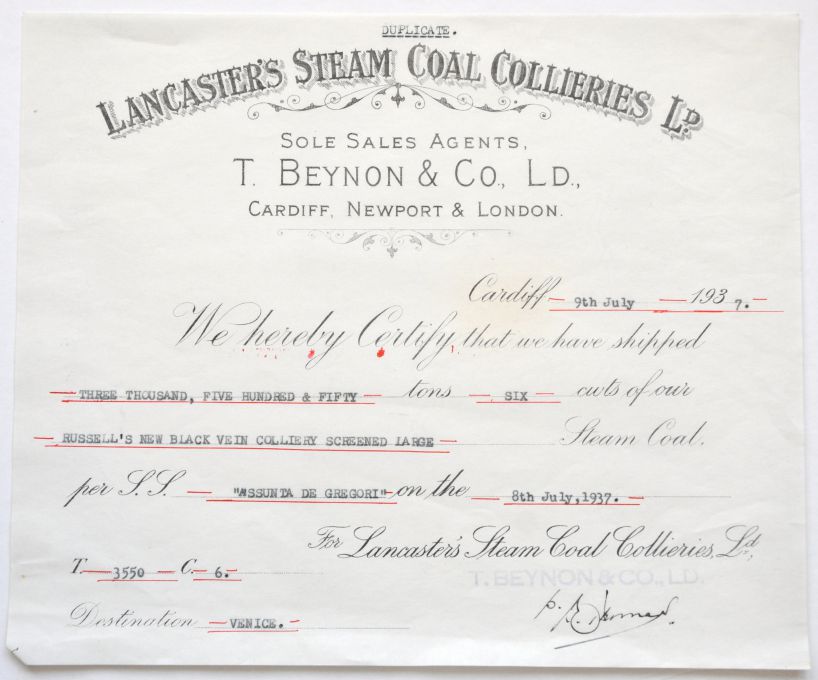 DUPLICATE.
LANCASTER'S STEAM COAL COLLIERIES LD
SOLE SALES AGENTS,
T. BEYNON & CO., LD.,
CARDIFF, NEWPORT & LONDON.
Cardiff 9th July 1937.
We hereby Certify, that we have shipped
THREE THOUSAND, FIVE HUNDRED & FIFTY tons SIX cwts of our
RUSSELL'S NEW BLACK VEIN COLLIERY SCREENED LARGE Steam Coal.
per S.S. "ASSUNTA DE GREGORI" on the 8th July,1937.
For Lancaster's Steam Coal Collieries, Ld,
T. 3550 C. 6. T. BEYNON & CO., LD.
Destination VENICE.